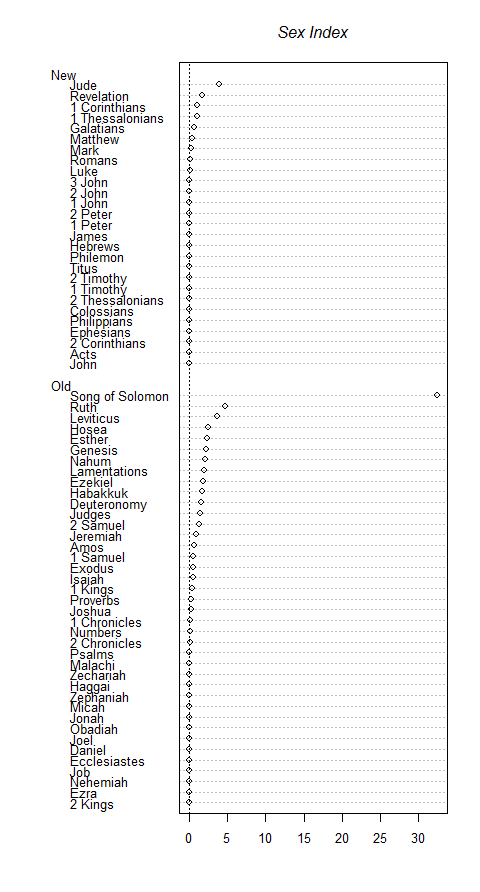 Sex Index
New
Jude
Revelation
1 Corinthians
1 Thessalonians
Galatians
Matthew
Mark
Romans
Luke
3 John
2 John
1 John
2 Peter
1 Peter
James
Hebrews
Philemon
Titus
2 Timothy
1 Timothy
2 Thessalonians
Colossians
Philippians
Ephesians
2 Corinthians
Acts
John
Old
Song of Solomon
Ruth
Leviticus
Hosea
Esther
Genesis
Nahum
Lamentations
Ezekiel
Habakkuk
Deuteronomy
Judges
2 Samuel
Jeremiah
Amos
1 Samuel
Exodus
Isaiah
1 Kings
Proverbs
Joshua
1 Chronicles
Numbers
2 Chronicles
Psalms
Malachi
Zechariah
Haggai
Zephaniah
Micah
Jonah
Obadiah
Joel
Daniel
Ecclesiastes
Job
Nehemiah
Ezra
2 Kings
0 5 10 15 20 25 30